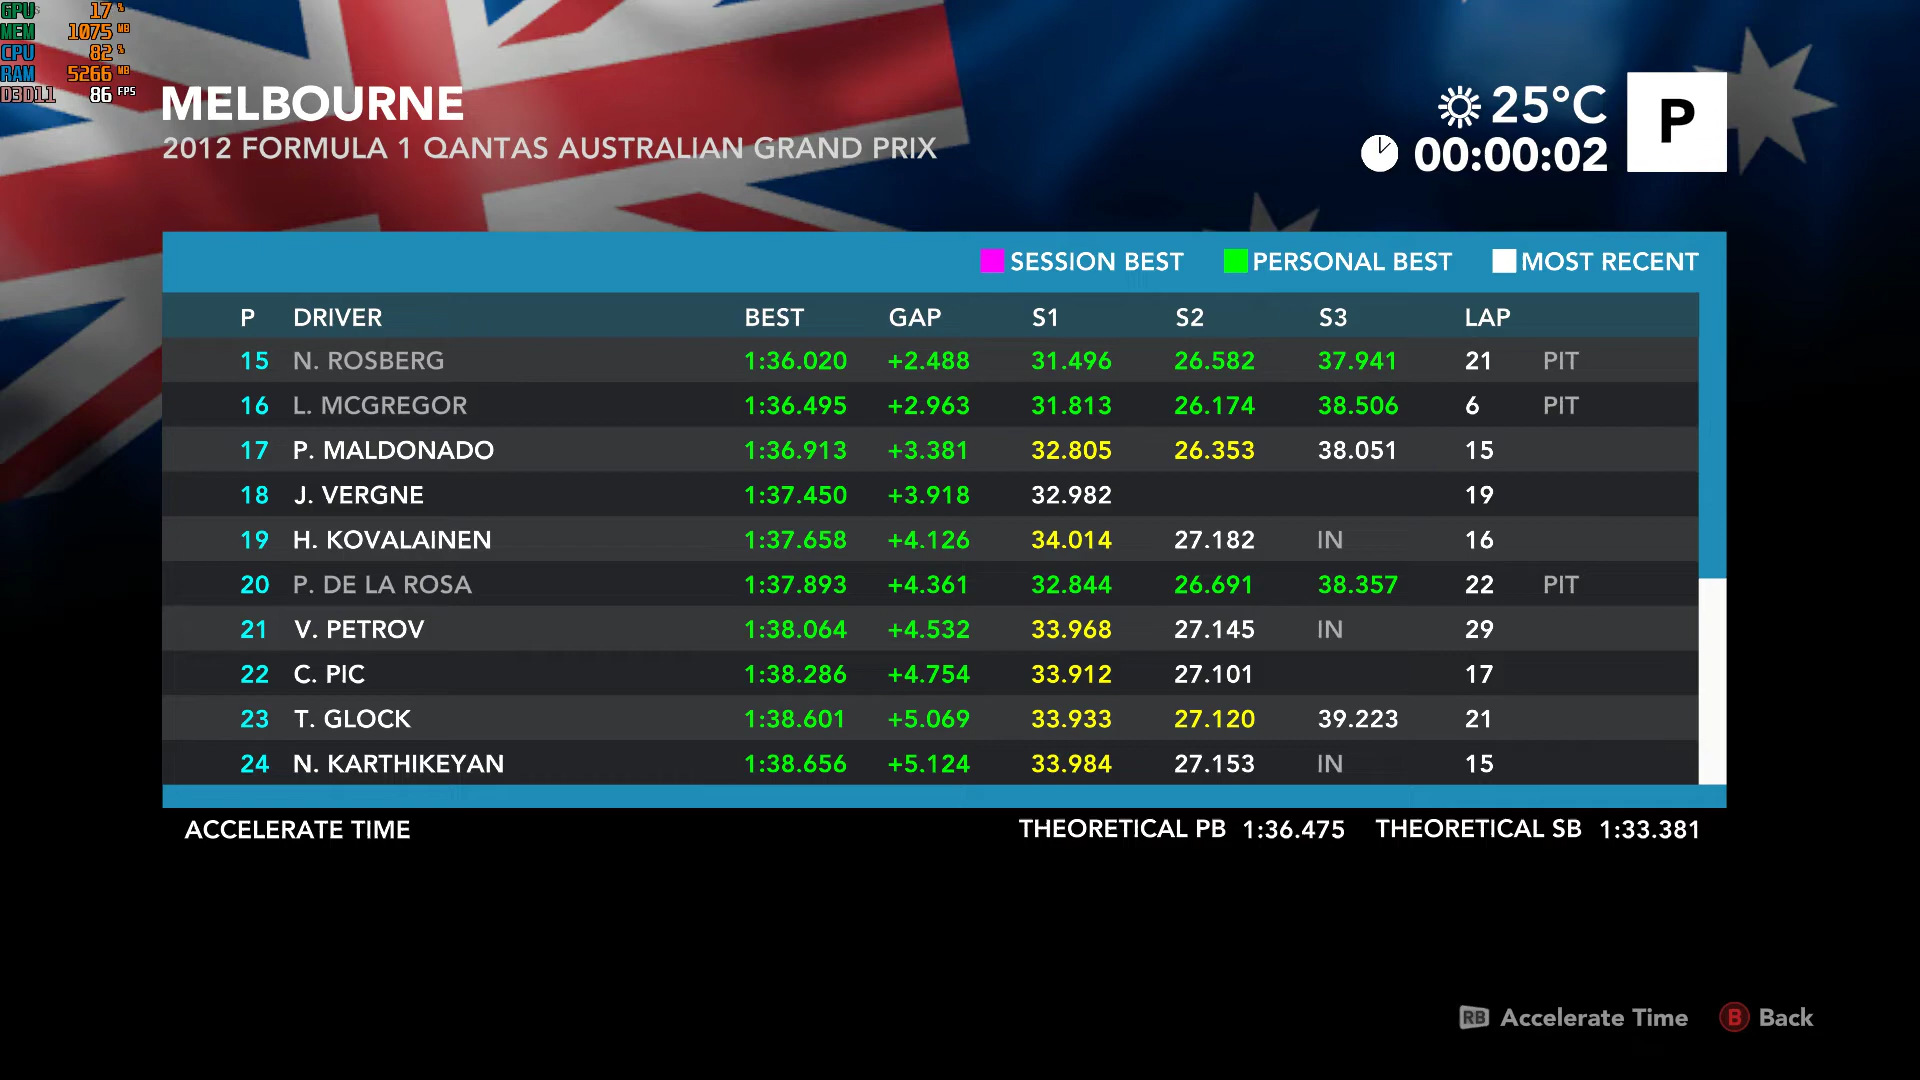 GPU 17 %
MEM 1075 MB
CPU 82 %
RAM 5266 MB
D3D11 86 FPS
MELBOURNE
2012 FORMULA 1 QANTAS AUSTRALIAN GRAND PRIX
25°C
00:00:02
P
SESSION BEST PERSONAL BEST MOST RECENT
P DRIVER BEST GAP S1 S2 S3 LAP
15 N. ROSBERG 1:36.020 +2.488 31.496 26.582 37.941 21 PIT
16 L. MCGREGOR 1:36.495 +2.963 31.813 26.174 38.506 6 PIT
17 P. MALDONADO 1:36.913 +3.381 32.805 26.353 38.051 15
18 J. VERGNE 1:37.450 +3.918 32.982 19
19 H. KOVALAINEN 1:37.658 +4.126 34.014 27.182 IN 16
20 P. DE LA ROSA 1:37.893 +4.361 32.844 26.691 38.357 22 PIT
21 V. PETROV 1:38.064 +4.532 33.968 27.145 IN 29
22 C. PIC 1:38.286 +4.754 33.912 27.101 17
23 T. GLOCK 1:38.601 +5.069 33.933 27.120 39.223 21
24 N. KARTHIKEYAN 1:38.656 +5.124 33.984 27.153 IN 15
ACCELERATE TIME THEORETICAL PB 1:36.475 THEORETICAL SB 1:33.381
RB Accelerate Time B Back